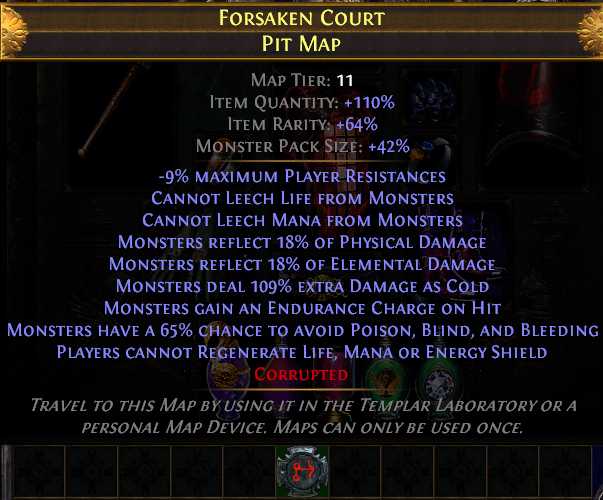 Forsaken Court
Pit Map
Map Tier: 11
Item Quantity: +110%
Item Rarity: +64%
Monster Pack Size: +42%
-9% maximum Player Resistances
Cannot Leech Life from Monsters
Cannot Leech Mana from Monsters
Monsters reflect 18% of Physical Damage
Monsters reflect 18% of Elemental Damage
Monsters deal 109% extra Damage as Cold
Monsters gain an Endurance Charge on Hit
Monsters have a 65% chance to avoid Poison, Blind, and Bleeding
Players cannot Regenerate Life, Mana or Energy Shield
Corrupted
Travel to this Map by using it in the Templar Laboratory or a
personal Map Device. Maps can only be used once.